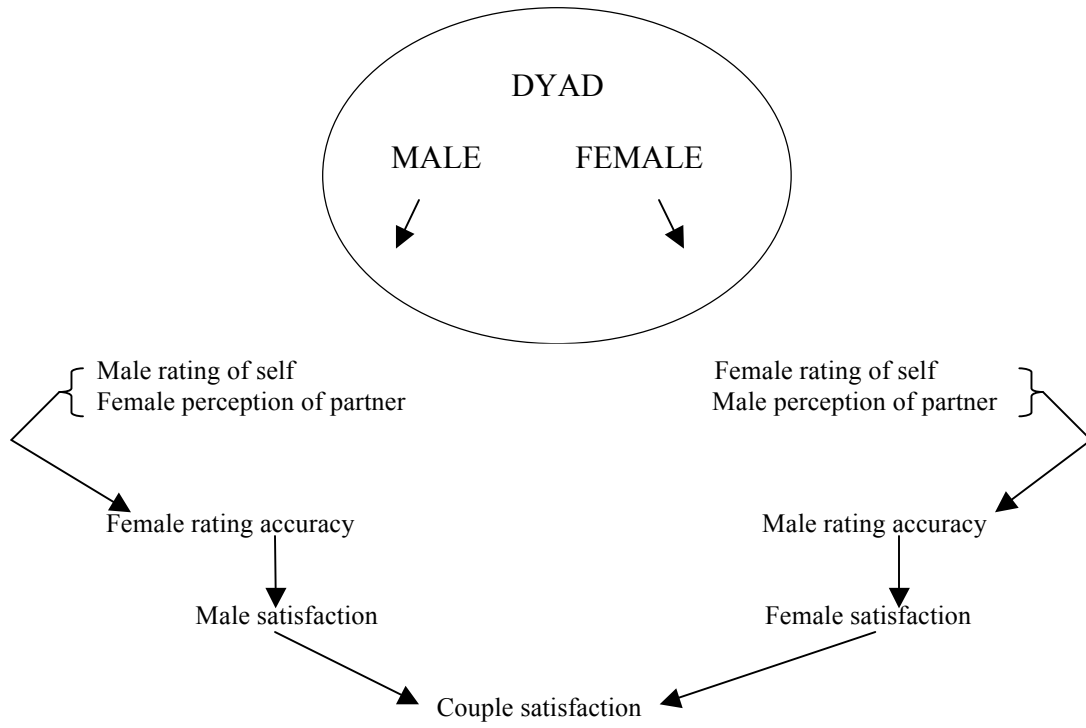 DYAD
MALE FEMALE
Male rating of self
Female perception of partner
Female rating of self
Male perception of partner
Female rating accuracy
Male rating accuracy
Male satisfaction
Female satisfaction
Couple satisfaction